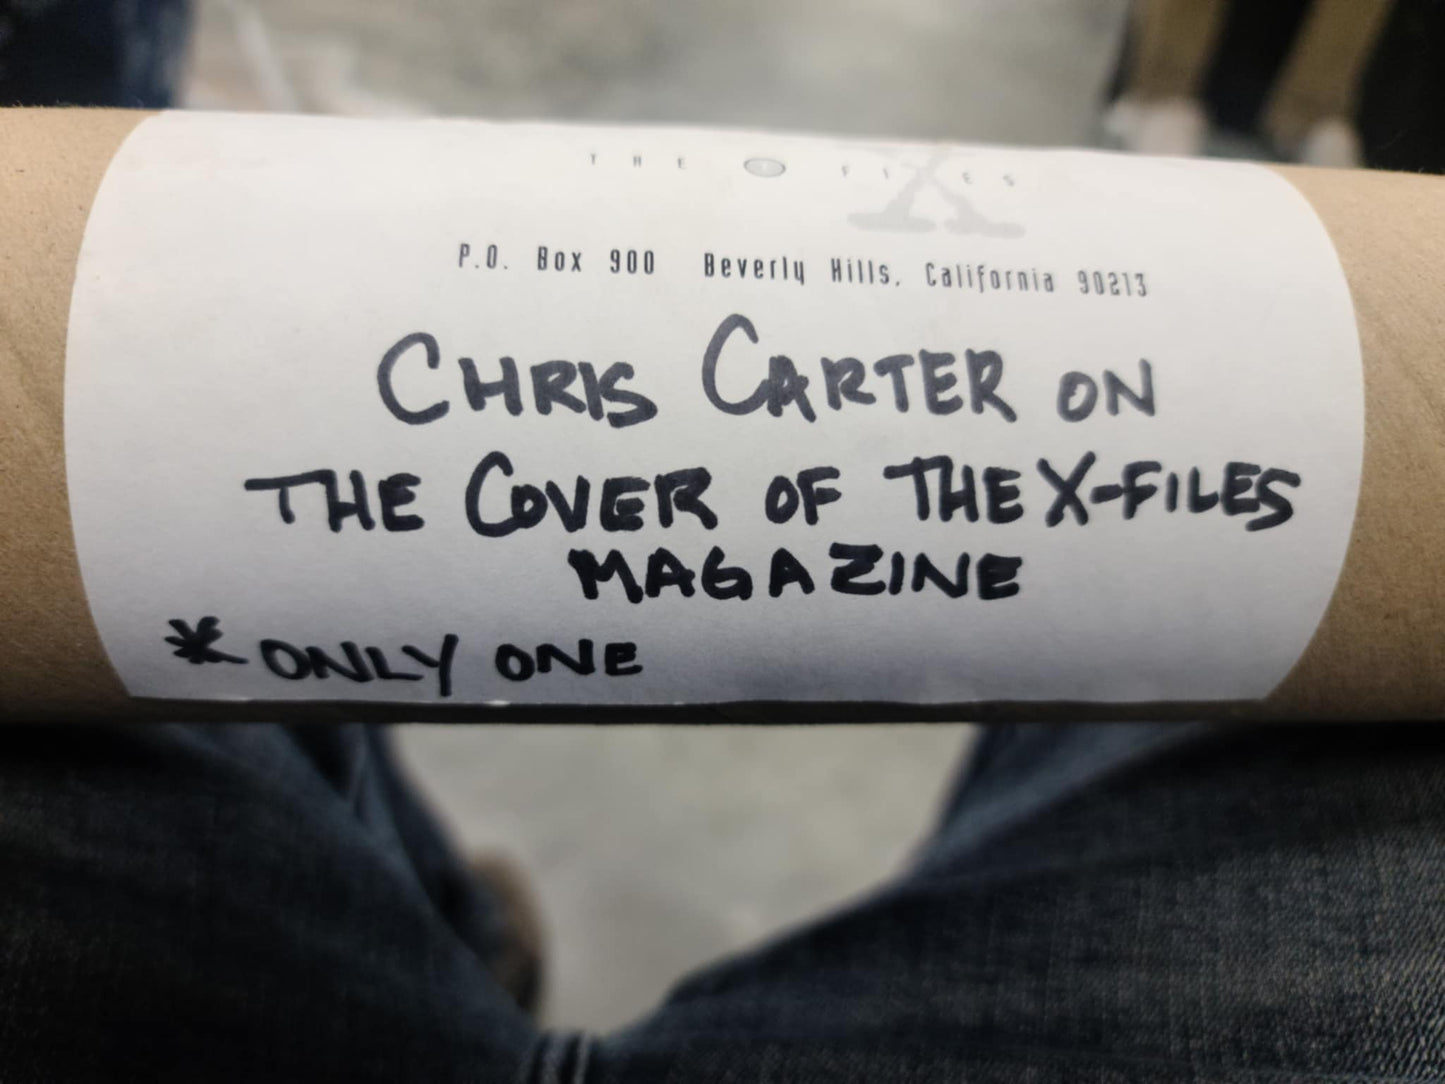 THE X FILES
P.O. Box 900 Beverly Hills, California 90213
CHRIS CARTER ON
THE COVER OF THE X-FILES
MAGAZINE
* ONLY ONE